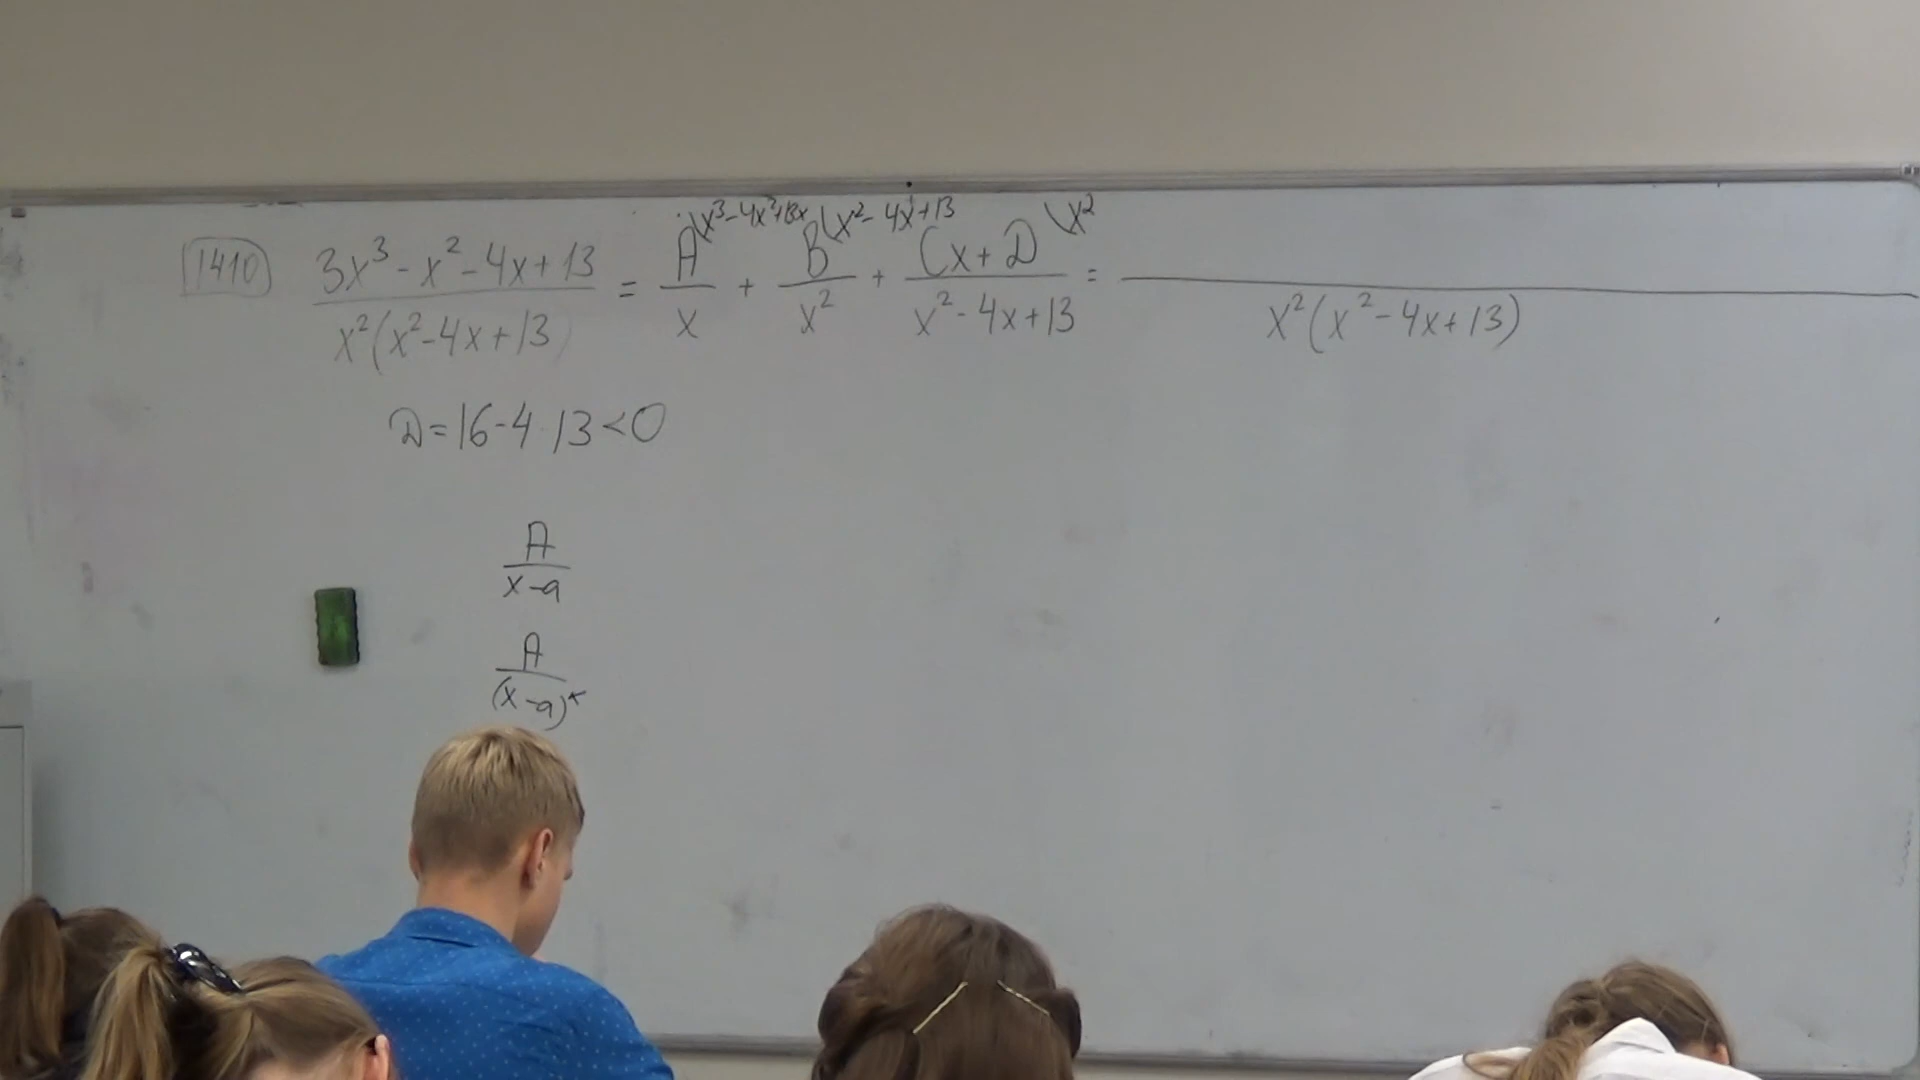 1410 3x³ - x² - 4x + 13 / x²(x² - 4x + 13) = A \x³ - 4x² + 13x / x + B \x² - 4x + 13 / x² + Cx + D \x² / x² - 4x + 13 = / x²(x² - 4x + 13)
D = 16 - 4 · 13 < 0
A / x - a
A / (x - a)ᵏ